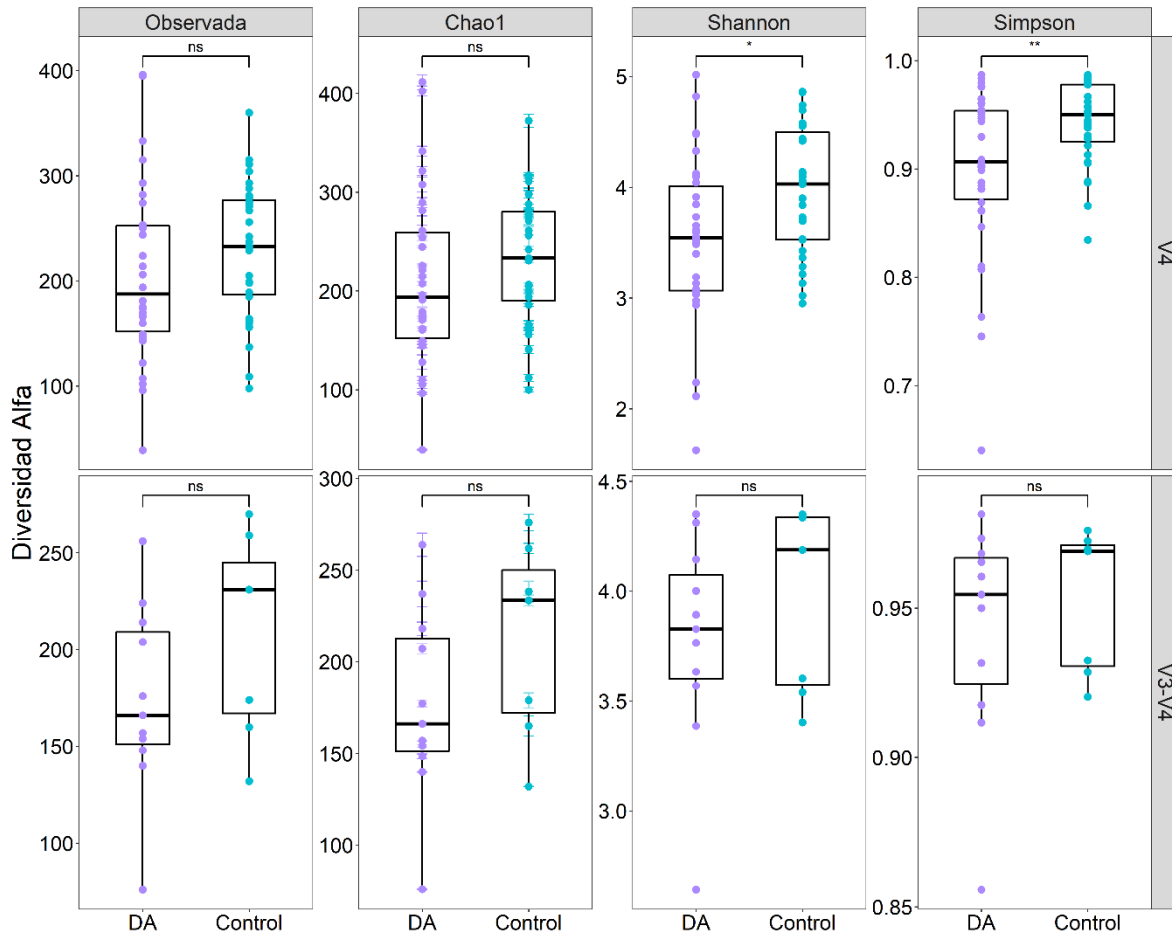 Observada
Chao1
Shannon
Simpson
Diversidad Alfa
ns
400
300
200
100
ns
400
300
200
100
*
5
4
3
2
**
1.0
0.9
0.8
0.7
V4
ns
250
200
150
100
ns
300
250
200
150
100
ns
4.5
4.0
3.5
3.0
ns
0.95
0.90
0.85
V3-V4
DA Control
DA Control
DA Control
DA Control